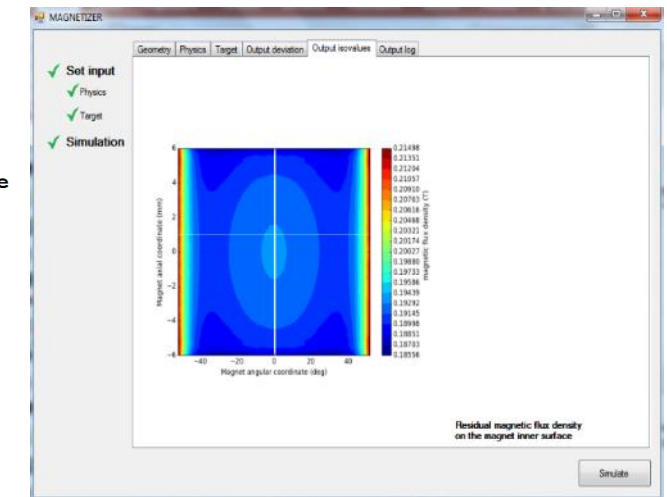 MAGNETIZER
Geometry Physics Target Output deviation Output isovalues Output log
Set input
Physics
Target
Simulation
e
6
4
2
0
−2
−4
−6
Magnet axial coordinate (mm)
−40 −20 0 20 40
Magnet angular coordinate (deg)
0.21498
0.21351
0.21204
0.21057
0.20910
0.20763
0.20616
0.20468
0.20321
0.20174
0.20027
0.19880
0.19733
0.19586
0.19439
0.19292
0.19145
0.18998
0.18851
0.18703
0.18556
magnetic flux density (T)
Residual magnetic flux density
on the magnet inner surface
Simulate